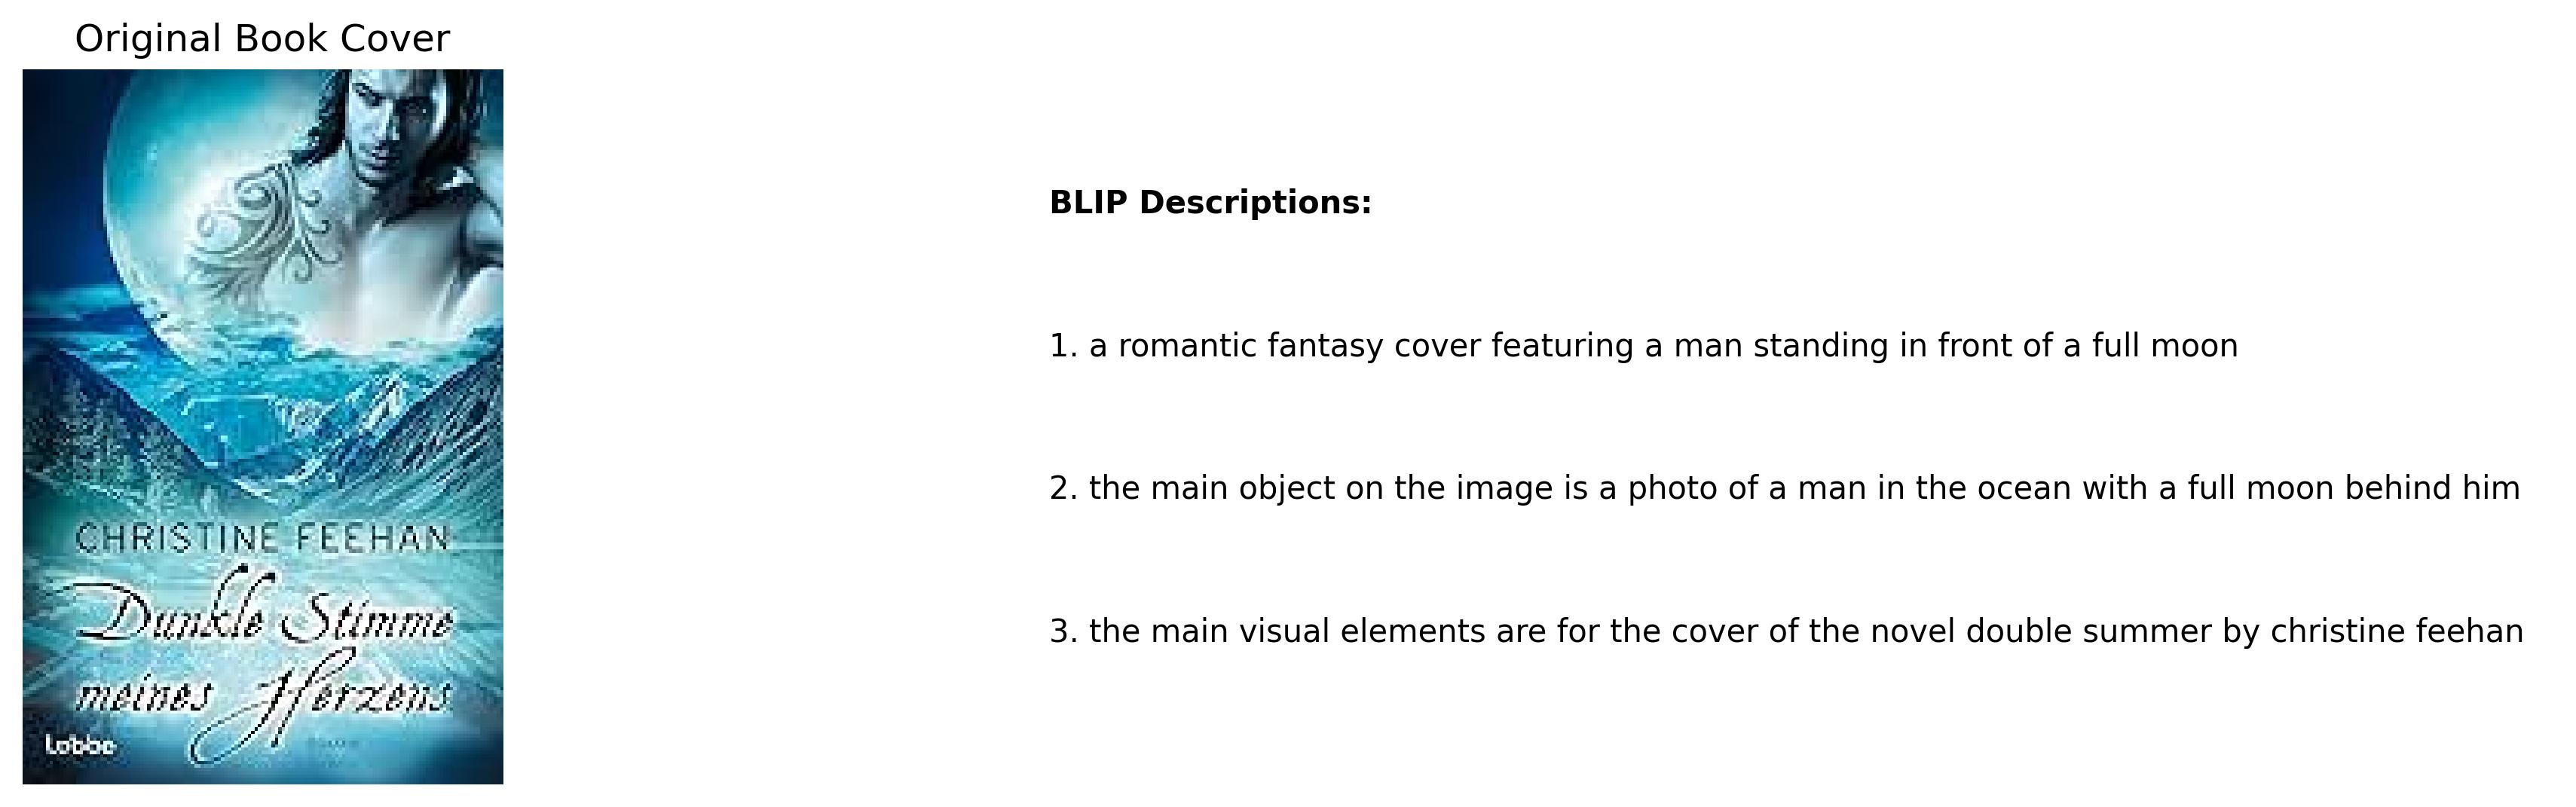 Original Book Cover
CHRISTINE FEEHAN
Dunkle Stimme
meines Herzens
Lübbe
BLIP Descriptions:
1. a romantic fantasy cover featuring a man standing in front of a full moon
2. the main object on the image is a photo of a man in the ocean with a full moon behind him
3. the main visual elements are for the cover of the novel double summer by christine feehan